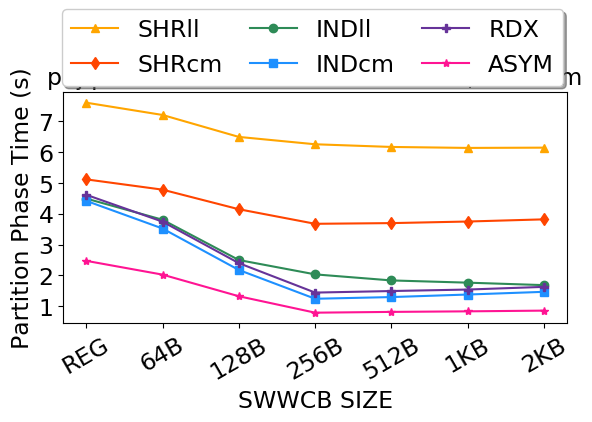 SHRll INDll RDX
SHRcm INDcm ASYM
Partition Phase Time (s)
7
6
5
4
3
2
1
REG 64B 128B 256B 512B 1KB 2KB
SWWCB SIZE